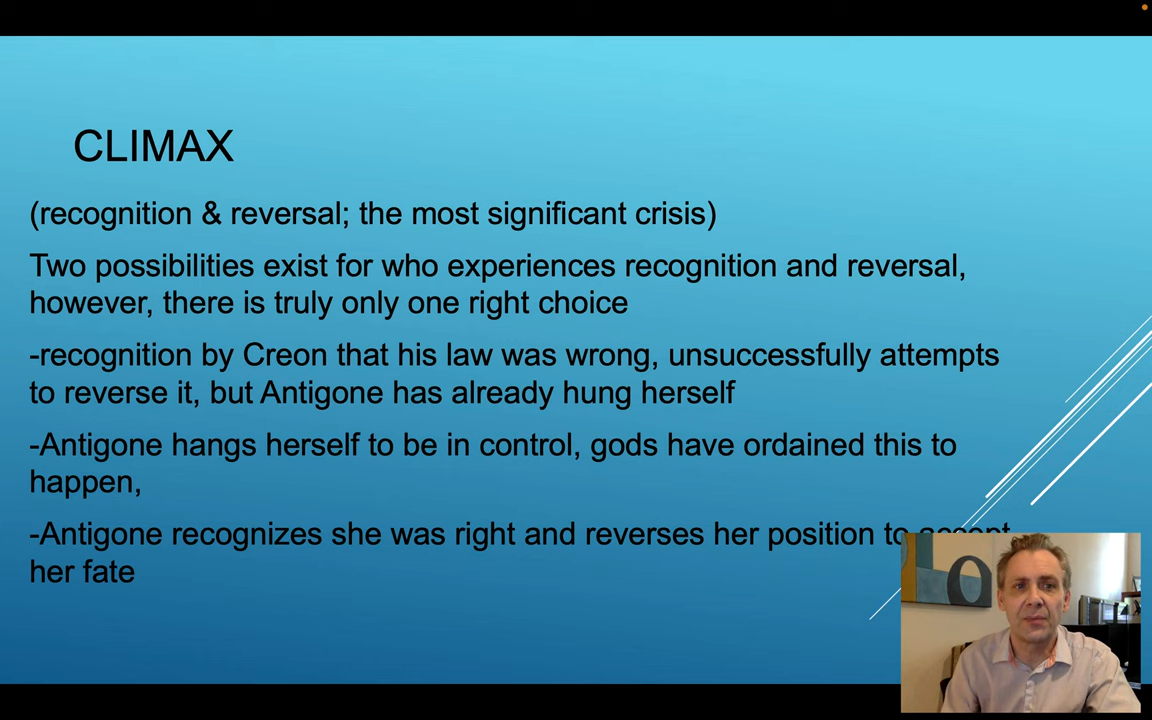 CLIMAX
(recognition & reversal; the most significant crisis)
Two possibilities exist for who experiences recognition and reversal,
however, there is truly only one right choice
-recognition by Creon that his law was wrong, unsuccessfully attempts
to reverse it, but Antigone has already hung herself
-Antigone hangs herself to be in control, gods have ordained this to
happen,
-Antigone recognizes she was right and reverses her position to accept
her fate